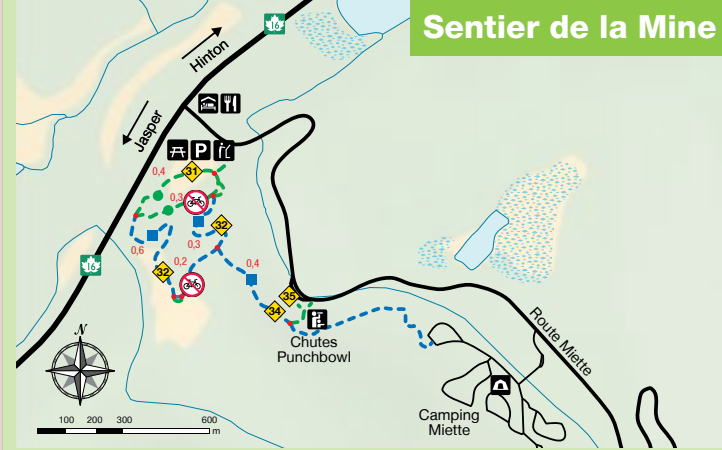 Sentier de la Mine
16
Hinton
Jasper
P
0,4
31
0,3
32
0,3
0,6
32
0,2
0,4
35
34
16
Chutes
Punchbowl
Route Miette
Camping
Miette
N
100 200 300 600
m